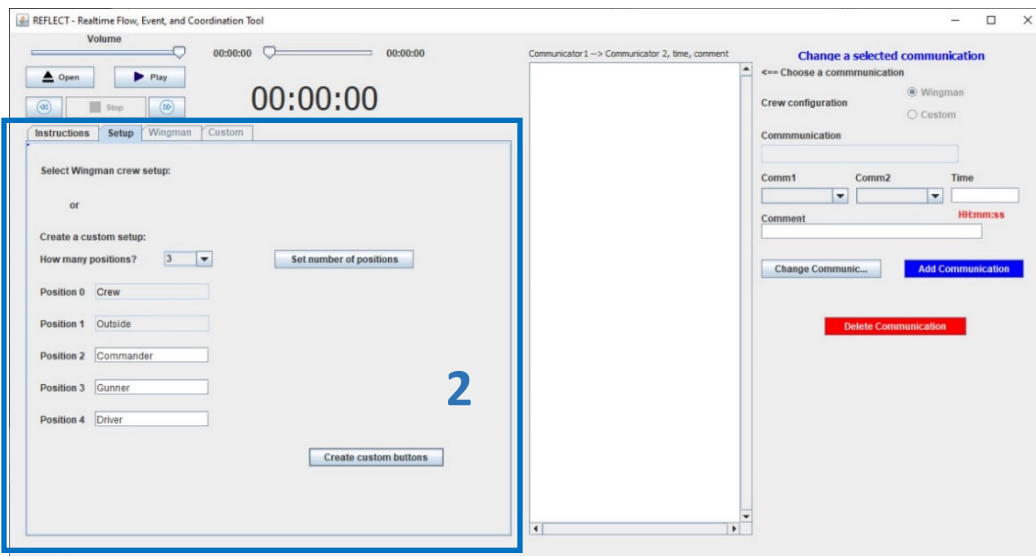 REFLECT - Realtime Flow, Event, and Coordination Tool
Volume
00:00:00
00:00:00
Open
Play
Stop
00:00:00
Instructions
Setup
Wingman
Custom
Select Wingman crew setup:
or
Create a custom setup:
How many positions?
3
Set number of positions
Position 0
Crew
Position 1
Outside
Position 2
Commander
Position 3
Gunner
Position 4
Driver
2
Create custom buttons
Communicator1 --> Communicator 2, time, comment
Change a selected communication
<== Choose a commmunication
Crew configuration
Wingman
Custom
Commmunication
Comm1
Comm2
Time
HH:mm:ss
Comment
Change Communic...
Add Communication
Delete Communication